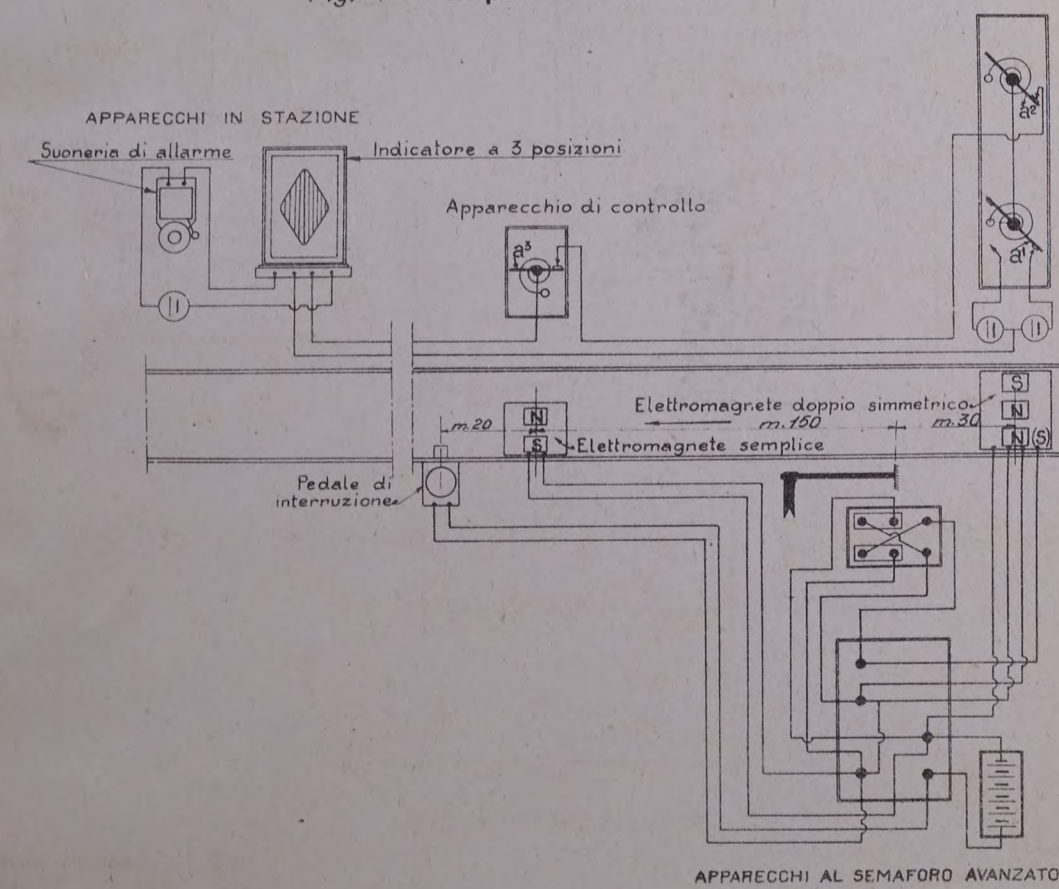 APPARECCHI IN STAZIONE
Suoneria di allarme
Indicatore a 3 posizioni
Apparecchio di controllo
a²
a¹
a³
Elettromagnete doppio simmetrico
m. 20
m. 150
m. 30
N
S
S
N
N (S)
Elettromagnete semplice
Pedale di
interruzione
APPARECCHI AL SEMAFORO AVANZATO